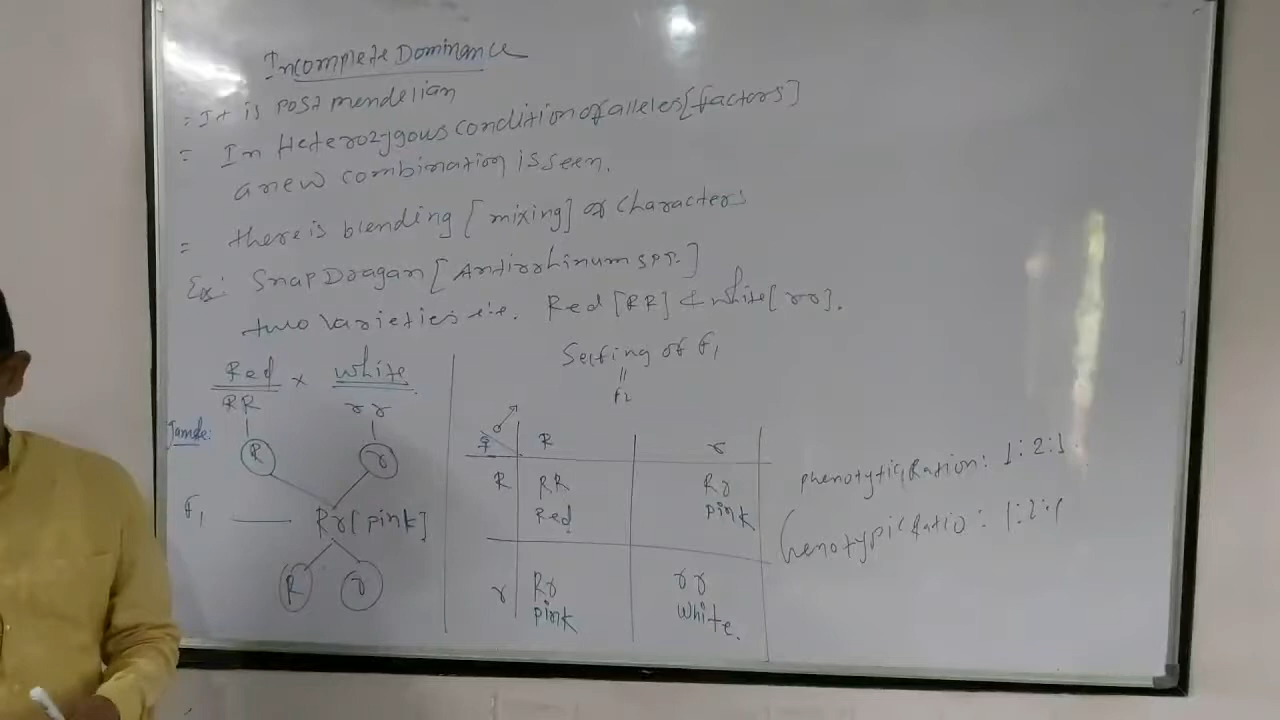 Incomplete Dominance
= It is post mendelian
= In Heterozygous condition of alleles [factors]
a new combination is seen.
= there is blending [mixing] of characters
Ex: Snap Dragan [Antirrhinum spp.]
two varieties i.e. Red [RR] & white [rr].
Red × white
RR rr
Gamete: R r
F1 — Rr [pink]
R r
Selfing of F1
=
F2
♀ ♂ R r
R RR Rr
Red pink
r Rr rr
pink white.
phenotypic Ration: 1:2:1.
Genotypic Ratio: 1:2:1